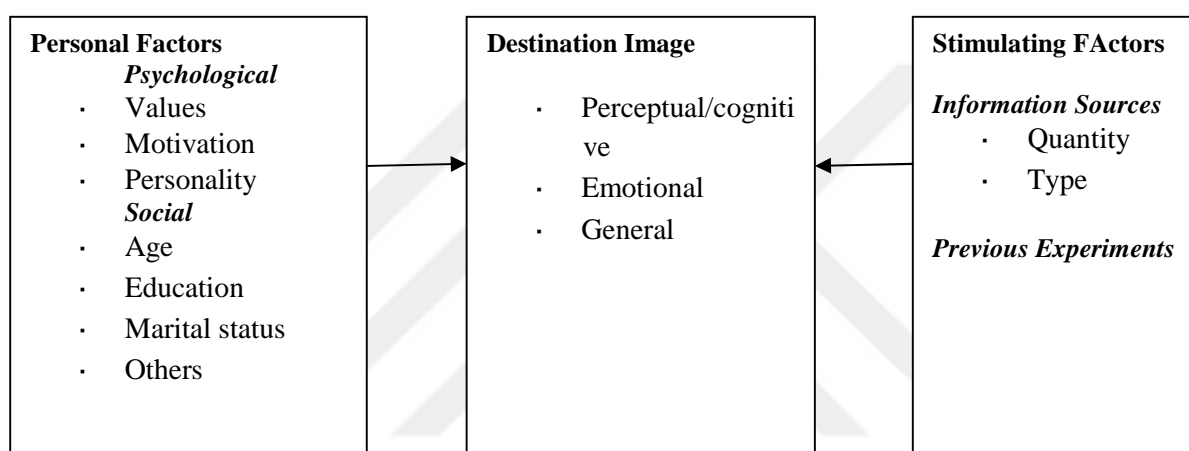 Personal Factors
Psychological
· Values
· Motivation
· Personality
Social
· Age
· Education
· Marital status
· Others
Destination Image
· Perceptual/cogniti
ve
· Emotional
· General
Stimulating FActors
Information Sources
· Quantity
· Type
Previous Experiments